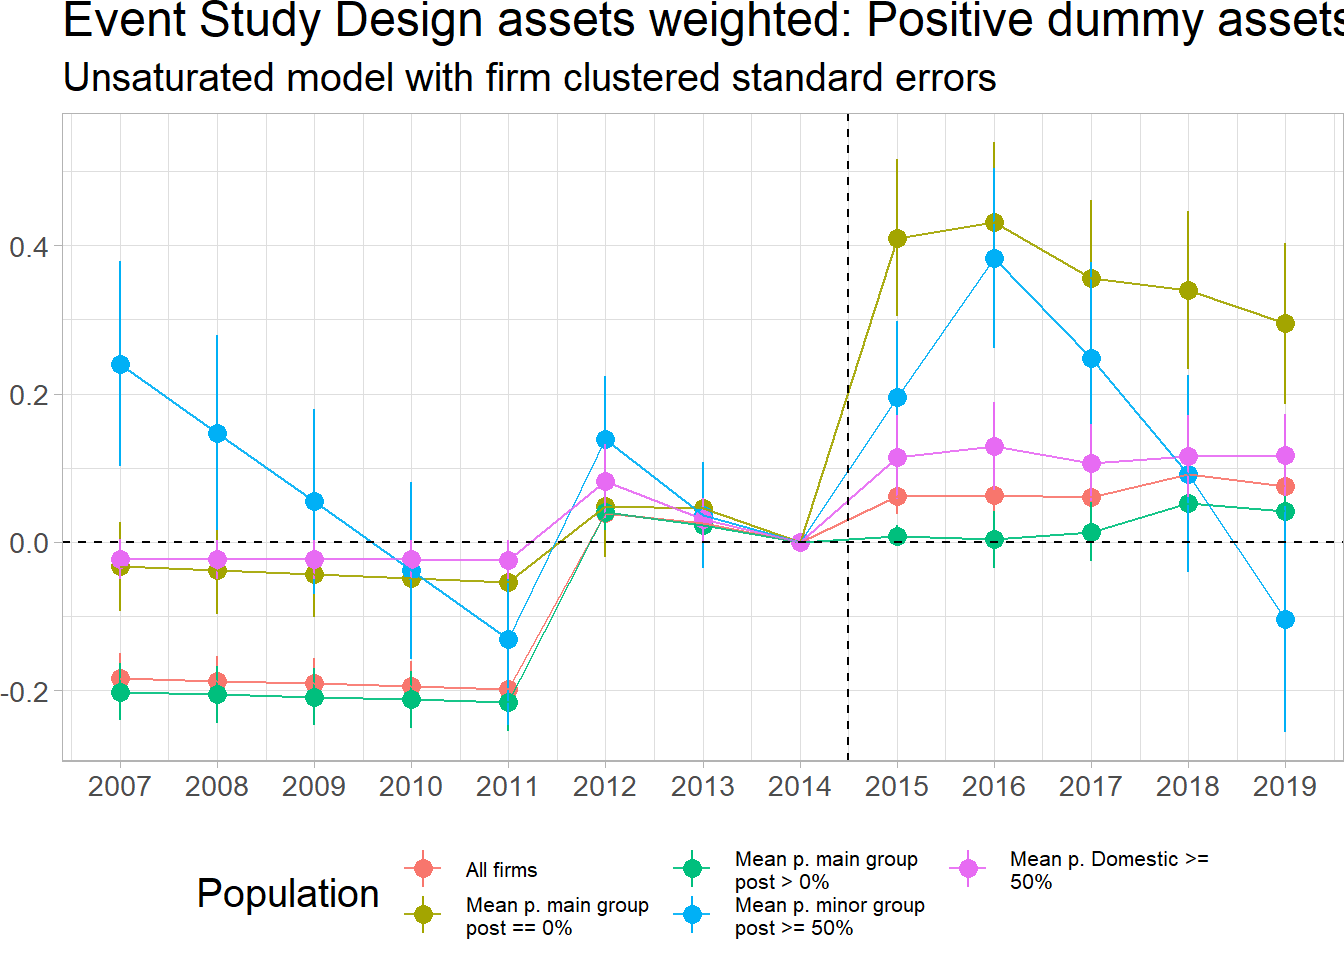 Event Study Design assets weighted: Positive dummy assets
Unsaturated model with firm clustered standard errors
0.4
0.2
0.0
-0.2
2007 2008 2009 2010 2011 2012 2013 2014 2015 2016 2017 2018 2019
Population
All firms
Mean p. main group
post == 0%
Mean p. main group
post > 0%
Mean p. minor group
post >= 50%
Mean p. Domestic >=
50%